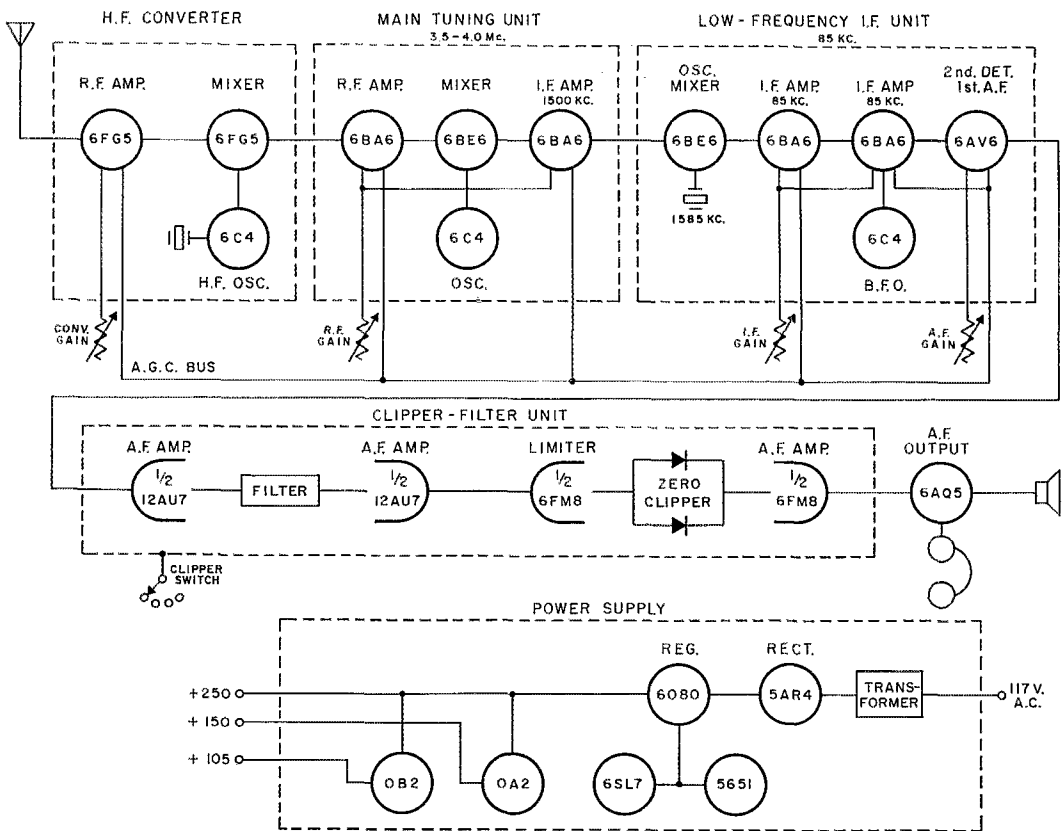 H.F. CONVERTER
MAIN TUNING UNIT
3.5-4.0 Mc.
LOW-FREQUENCY I.F. UNIT
85 KC.
R.F. AMP.
MIXER
R.F. AMP.
MIXER
I.F. AMP.
1500 KC.
OSC.
MIXER
I.F. AMP.
85 KC.
I.F. AMP.
85 KC.
2nd. DET.
1st. A.F.
6FG5
6FG5
6BA6
6BE6
6BA6
6BE6
6BA6
6BA6
6AV6
1585 KC.
6C4
6C4
6C4
H.F. OSC.
OSC.
B.F.O.
CONV.
GAIN
R.F.
GAIN
I.F.
GAIN
A.F.
GAIN
A.G.C. BUS
CLIPPER-FILTER UNIT
A.F. AMP.
A.F. AMP.
LIMITER
A.F. AMP.
A.F.
OUTPUT
1/2
12AU7
FILTER
1/2
12AU7
1/2
6FM8
ZERO
CLIPPER
1/2
6FM8
6AQ5
CLIPPER
SWITCH
POWER SUPPLY
REG.
RECT.
+250
6080
5AR4
TRANS-
FORMER
117 V.
A.C.
+150
+105
0B2
0A2
6SL7
5651